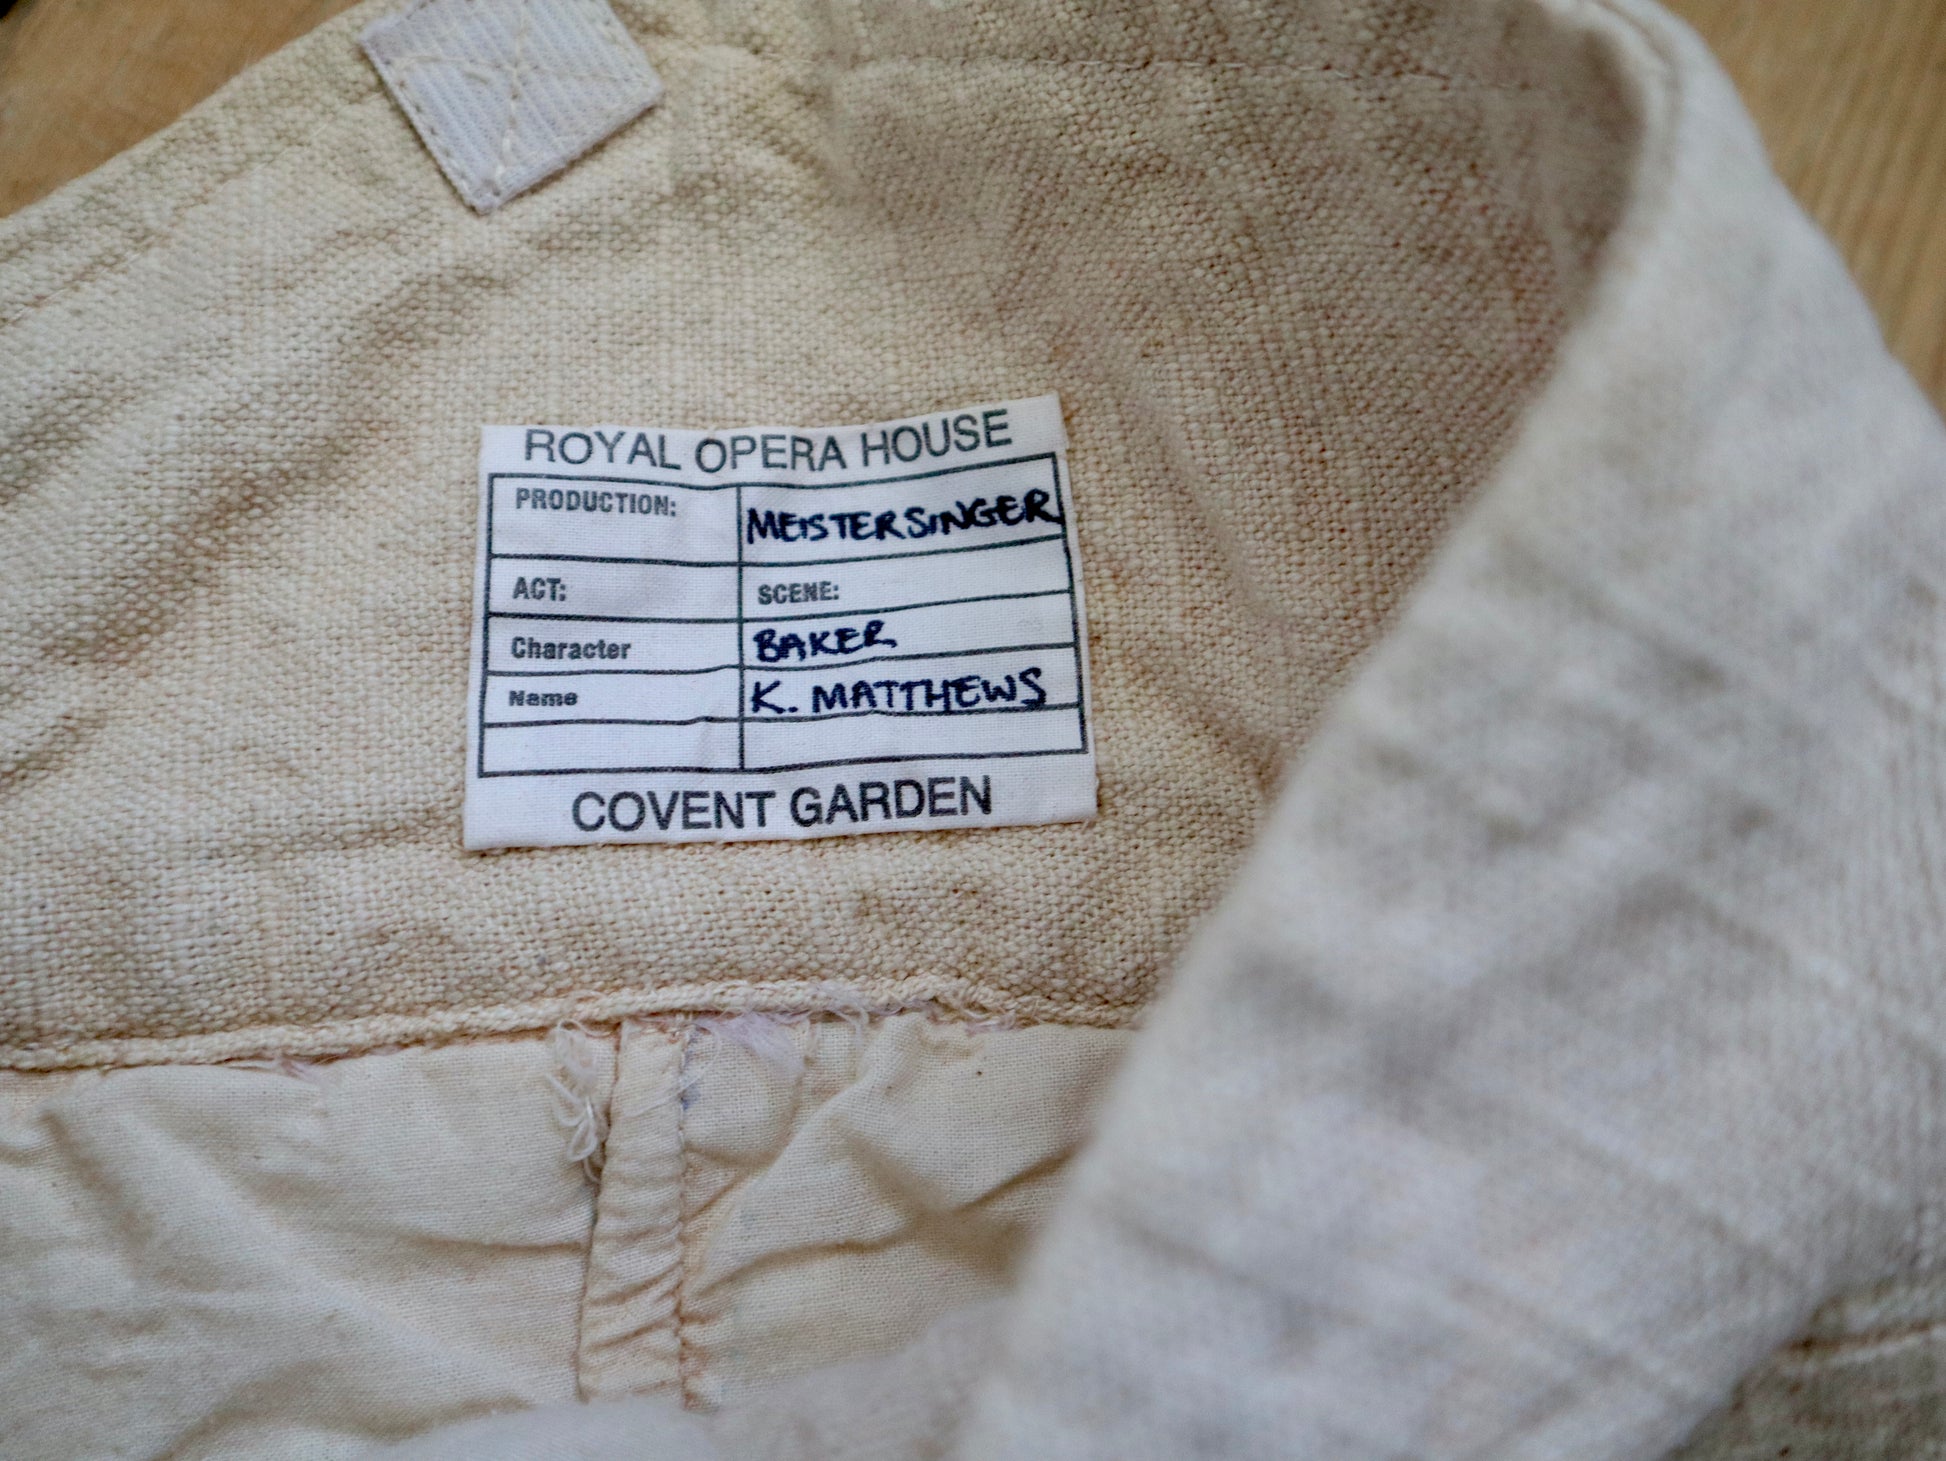 ROYAL OPERA HOUSE
PRODUCTION: MEISTERSINGER
ACT: SCENE:
Character BAKER
Name K. MATTHEWS
COVENT GARDEN